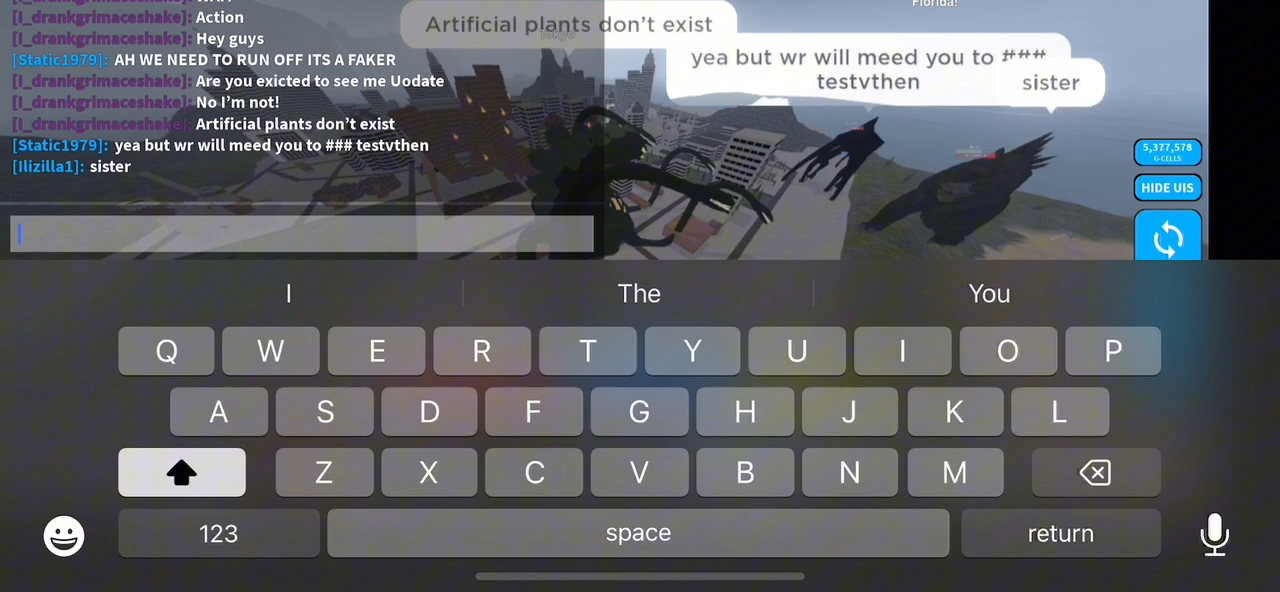 [I_drankgrimaceshake]:
[I_drankgrimaceshake]: Action
[I_drankgrimaceshake]: Hey guys
[Static1979]: AH WE NEED TO RUN OFF ITS A FAKER
[I_drankgrimaceshake]: Are you exicted to see me Uodate
[I_drankgrimaceshake]: No I’m not!
[I_drankgrimaceshake]: Artificial plants don’t exist
[Static1979]: yea but wr will meed you to ### testvthen
[Ilizilla1]: sister
Florida!
Artificial plants don’t exist
Tokyo
yea but wr will meed you to ###
testvthen
sister
5,377,578
G-CELLS
HIDE UIS
I The You
Q W E R T Y U I O P
A S D F G H J K L
Z X C V B N M
123 space return